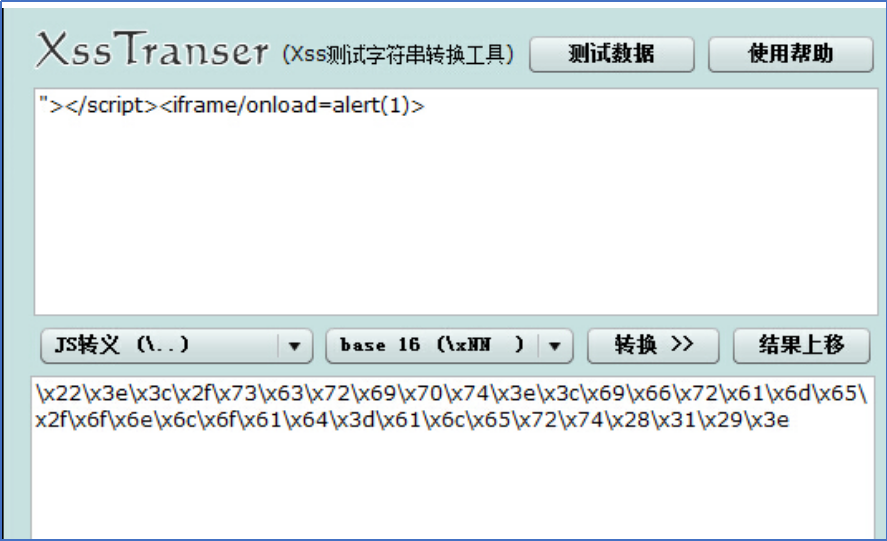 XssTranser (Xss测试字符串转换工具) 测试数据 使用帮助
"></script><iframe/onload=alert(1)>
JS转义 (\..) base 16 (\xNN ) 转换 >> 结果上移
\x22\x3e\x3c\x2f\x73\x63\x72\x69\x70\x74\x3e\x3c\x69\x66\x72\x61\x6d\x65\
x2f\x6f\x6e\x6c\x6f\x61\x64\x3d\x61\x6c\x65\x72\x74\x28\x31\x29\x3e